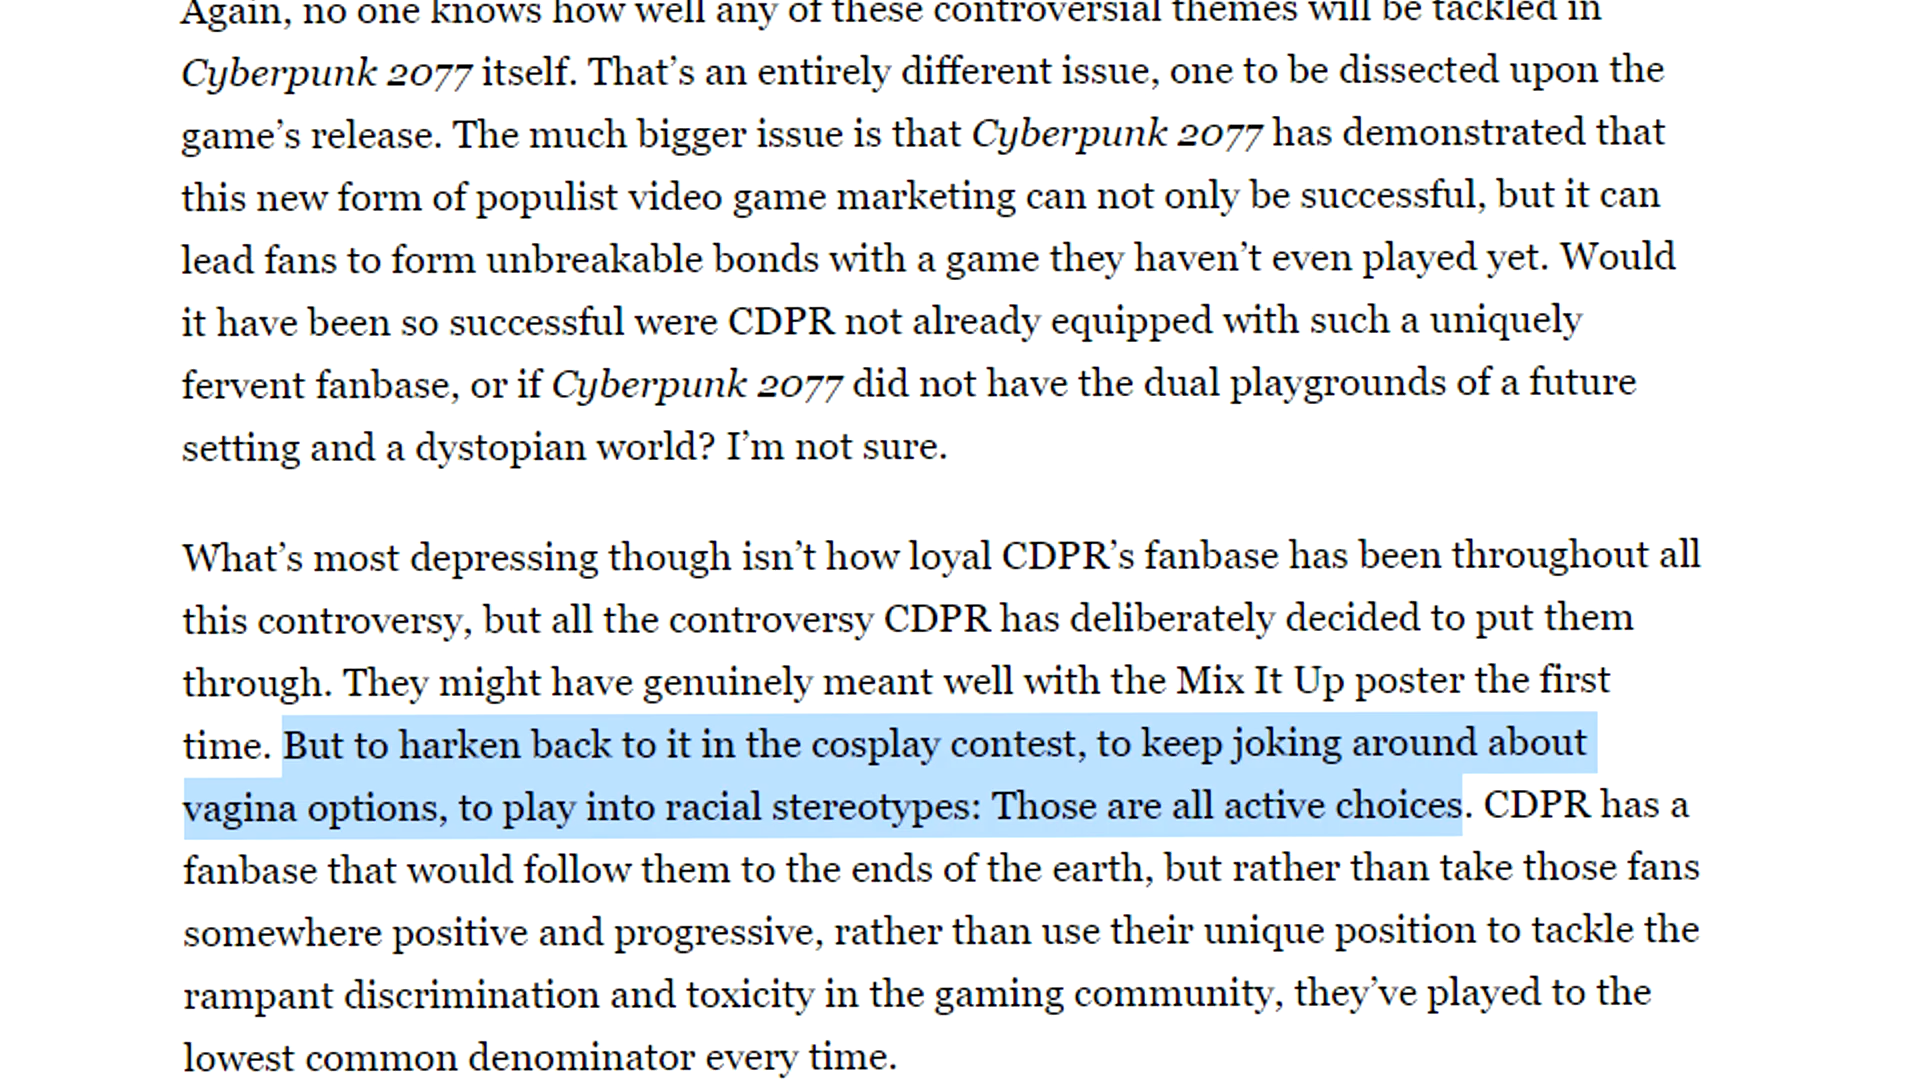 Again, no one knows how well any of these controversial themes will be tackled in
Cyberpunk 2077 itself. That’s an entirely different issue, one to be dissected upon the
game’s release. The much bigger issue is that Cyberpunk 2077 has demonstrated that
this new form of populist video game marketing can not only be successful, but it can
lead fans to form unbreakable bonds with a game they haven’t even played yet. Would
it have been so successful were CDPR not already equipped with such a uniquely
fervent fanbase, or if Cyberpunk 2077 did not have the dual playgrounds of a future
setting and a dystopian world? I’m not sure.
What’s most depressing though isn’t how loyal CDPR’s fanbase has been throughout all
this controversy, but all the controversy CDPR has deliberately decided to put them
through. They might have genuinely meant well with the Mix It Up poster the first
time. But to harken back to it in the cosplay contest, to keep joking around about
vagina options, to play into racial stereotypes: Those are all active choices. CDPR has a
fanbase that would follow them to the ends of the earth, but rather than take those fans
somewhere positive and progressive, rather than use their unique position to tackle the
rampant discrimination and toxicity in the gaming community, they’ve played to the
lowest common denominator every time.